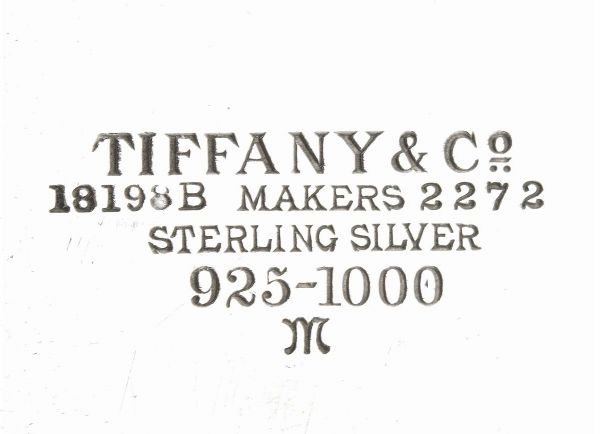 TIFFANY & Cº
18198B MAKERS 2272
STERLING SILVER
925-1000
M